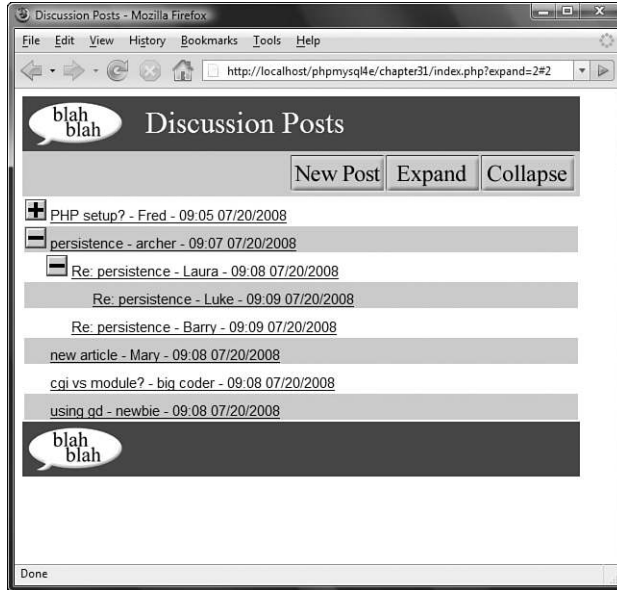 Discussion Posts - Mozilla Firefox
File Edit View History Bookmarks Tools Help
http://localhost/phpmysql4e/chapter31/index.php?expand=2#2
blah
blah
Discussion Posts
New Post Expand Collapse
PHP setup? - Fred - 09:05 07/20/2008
persistence - archer - 09:07 07/20/2008
Re: persistence - Laura - 09:08 07/20/2008
Re: persistence - Luke - 09:09 07/20/2008
Re: persistence - Barry - 09:09 07/20/2008
new article - Mary - 09:08 07/20/2008
cgi vs module? - big coder - 09:08 07/20/2008
using gd - newbie - 09:08 07/20/2008
blah
blah
Done